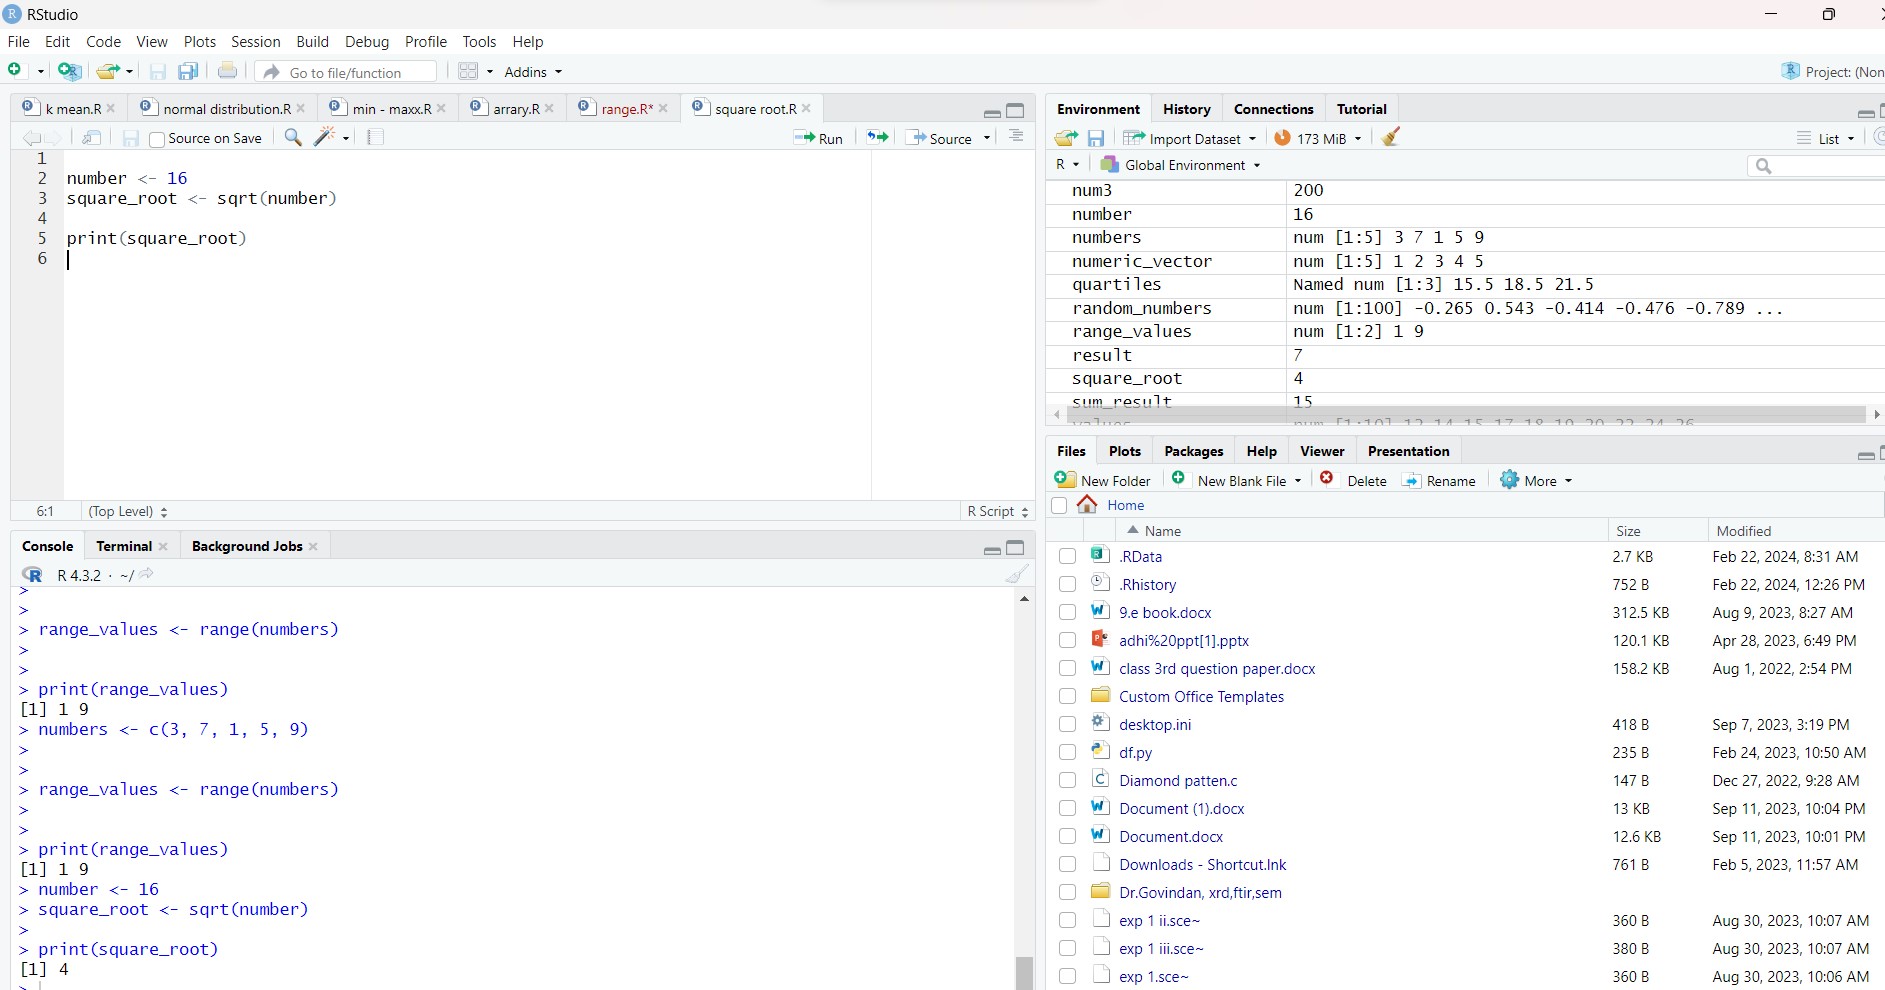 RStudio
File Edit Code View Plots Session Build Debug Profile Tools Help
Go to file/function Addins Project: (Non
k mean.R normal distribution.R min - maxx.R arrary.R range.R* square root.R
Source on Save Run Source
1
2 number <- 16
3 square_root <- sqrt(number)
4
5 print(square_root)
6
6:1 (Top Level) R Script
Console Terminal Background Jobs
R 4.3.2 · ~/
>
>
> range_values <- range(numbers)
>
>
> print(range_values)
[1] 1 9
> numbers <- c(3, 7, 1, 5, 9)
>
>
> range_values <- range(numbers)
>
>
> print(range_values)
[1] 1 9
> number <- 16
> square_root <- sqrt(number)
>
> print(square_root)
[1] 4
>
Environment History Connections Tutorial
Import Dataset 173 MiB List
R Global Environment
num3 200
number 16
numbers num [1:5] 3 7 1 5 9
numeric_vector num [1:5] 1 2 3 4 5
quartiles Named num [1:3] 15.5 18.5 21.5
random_numbers num [1:100] -0.265 0.543 -0.414 -0.476 -0.789 ...
range_values num [1:2] 1 9
result 7
square_root 4
sum_result 15
values num [1:10] 12 14 15 17 18 19 20 22 24 26
Files Plots Packages Help Viewer Presentation
New Folder New Blank File Delete Rename More
Home
Name Size Modified
.RData 2.7 KB Feb 22, 2024, 8:31 AM
.Rhistory 752 B Feb 22, 2024, 12:26 PM
9.e book.docx 312.5 KB Aug 9, 2023, 8:27 AM
adhi%20ppt[1].pptx 120.1 KB Apr 28, 2023, 6:49 PM
class 3rd question paper.docx 158.2 KB Aug 1, 2022, 2:54 PM
Custom Office Templates
desktop.ini 418 B Sep 7, 2023, 3:19 PM
df.py 235 B Feb 24, 2023, 10:50 AM
Diamond patten.c 147 B Dec 27, 2022, 9:28 AM
Document (1).docx 13 KB Sep 11, 2023, 10:04 PM
Document.docx 12.6 KB Sep 11, 2023, 10:01 PM
Downloads - Shortcut.lnk 761 B Feb 5, 2023, 11:57 AM
Dr.Govindan, xrd,ftir,sem
exp 1 ii.sce~ 360 B Aug 30, 2023, 10:07 AM
exp 1 iii.sce~ 380 B Aug 30, 2023, 10:07 AM
exp 1.sce~ 360 B Aug 30, 2023, 10:06 AM